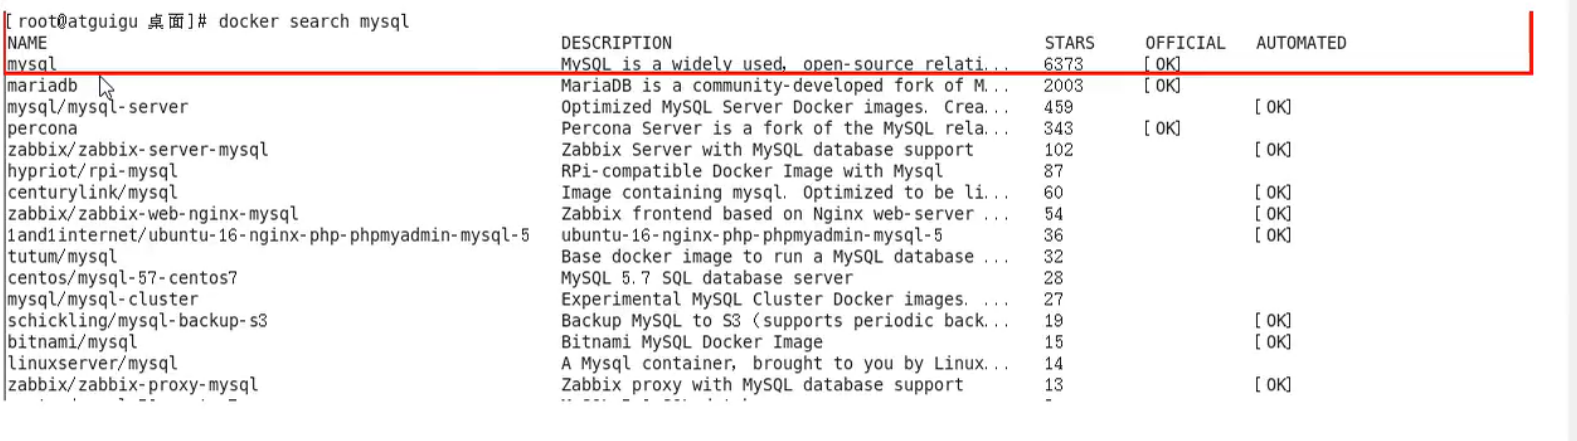 [root@atguigu 桌面]# docker search mysql
NAME DESCRIPTION STARS OFFICIAL AUTOMATED
mysql MySQL is a widely used, open-source relati... 6373 [OK]
mariadb MariaDB is a community-developed fork of M... 2003 [OK]
mysql/mysql-server Optimized MySQL Server Docker images. Crea... 459 [OK]
percona Percona Server is a fork of the MySQL rela... 343 [OK]
zabbix/zabbix-server-mysql Zabbix Server with MySQL database support 102 [OK]
hypriot/rpi-mysql RPi-compatible Docker Image with Mysql 87
centurylink/mysql Image containing mysql. Optimized to be li... 60 [OK]
zabbix/zabbix-web-nginx-mysql Zabbix frontend based on Nginx web-server ... 54 [OK]
1and1internet/ubuntu-16-nginx-php-phpmyadmin-mysql-5 ubuntu-16-nginx-php-phpmyadmin-mysql-5 36 [OK]
tutum/mysql Base docker image to run a MySQL database ... 32
centos/mysql-57-centos7 MySQL 5.7 SQL database server 28
mysql/mysql-cluster Experimental MySQL Cluster Docker images. ... 27
schickling/mysql-backup-s3 Backup MySQL to S3 (supports periodic back... 19 [OK]
bitnami/mysql Bitnami MySQL Docker Image 15 [OK]
linuxserver/mysql A Mysql container, brought to you by Linux... 14
zabbix/zabbix-proxy-mysql Zabbix proxy with MySQL database support 13 [OK]